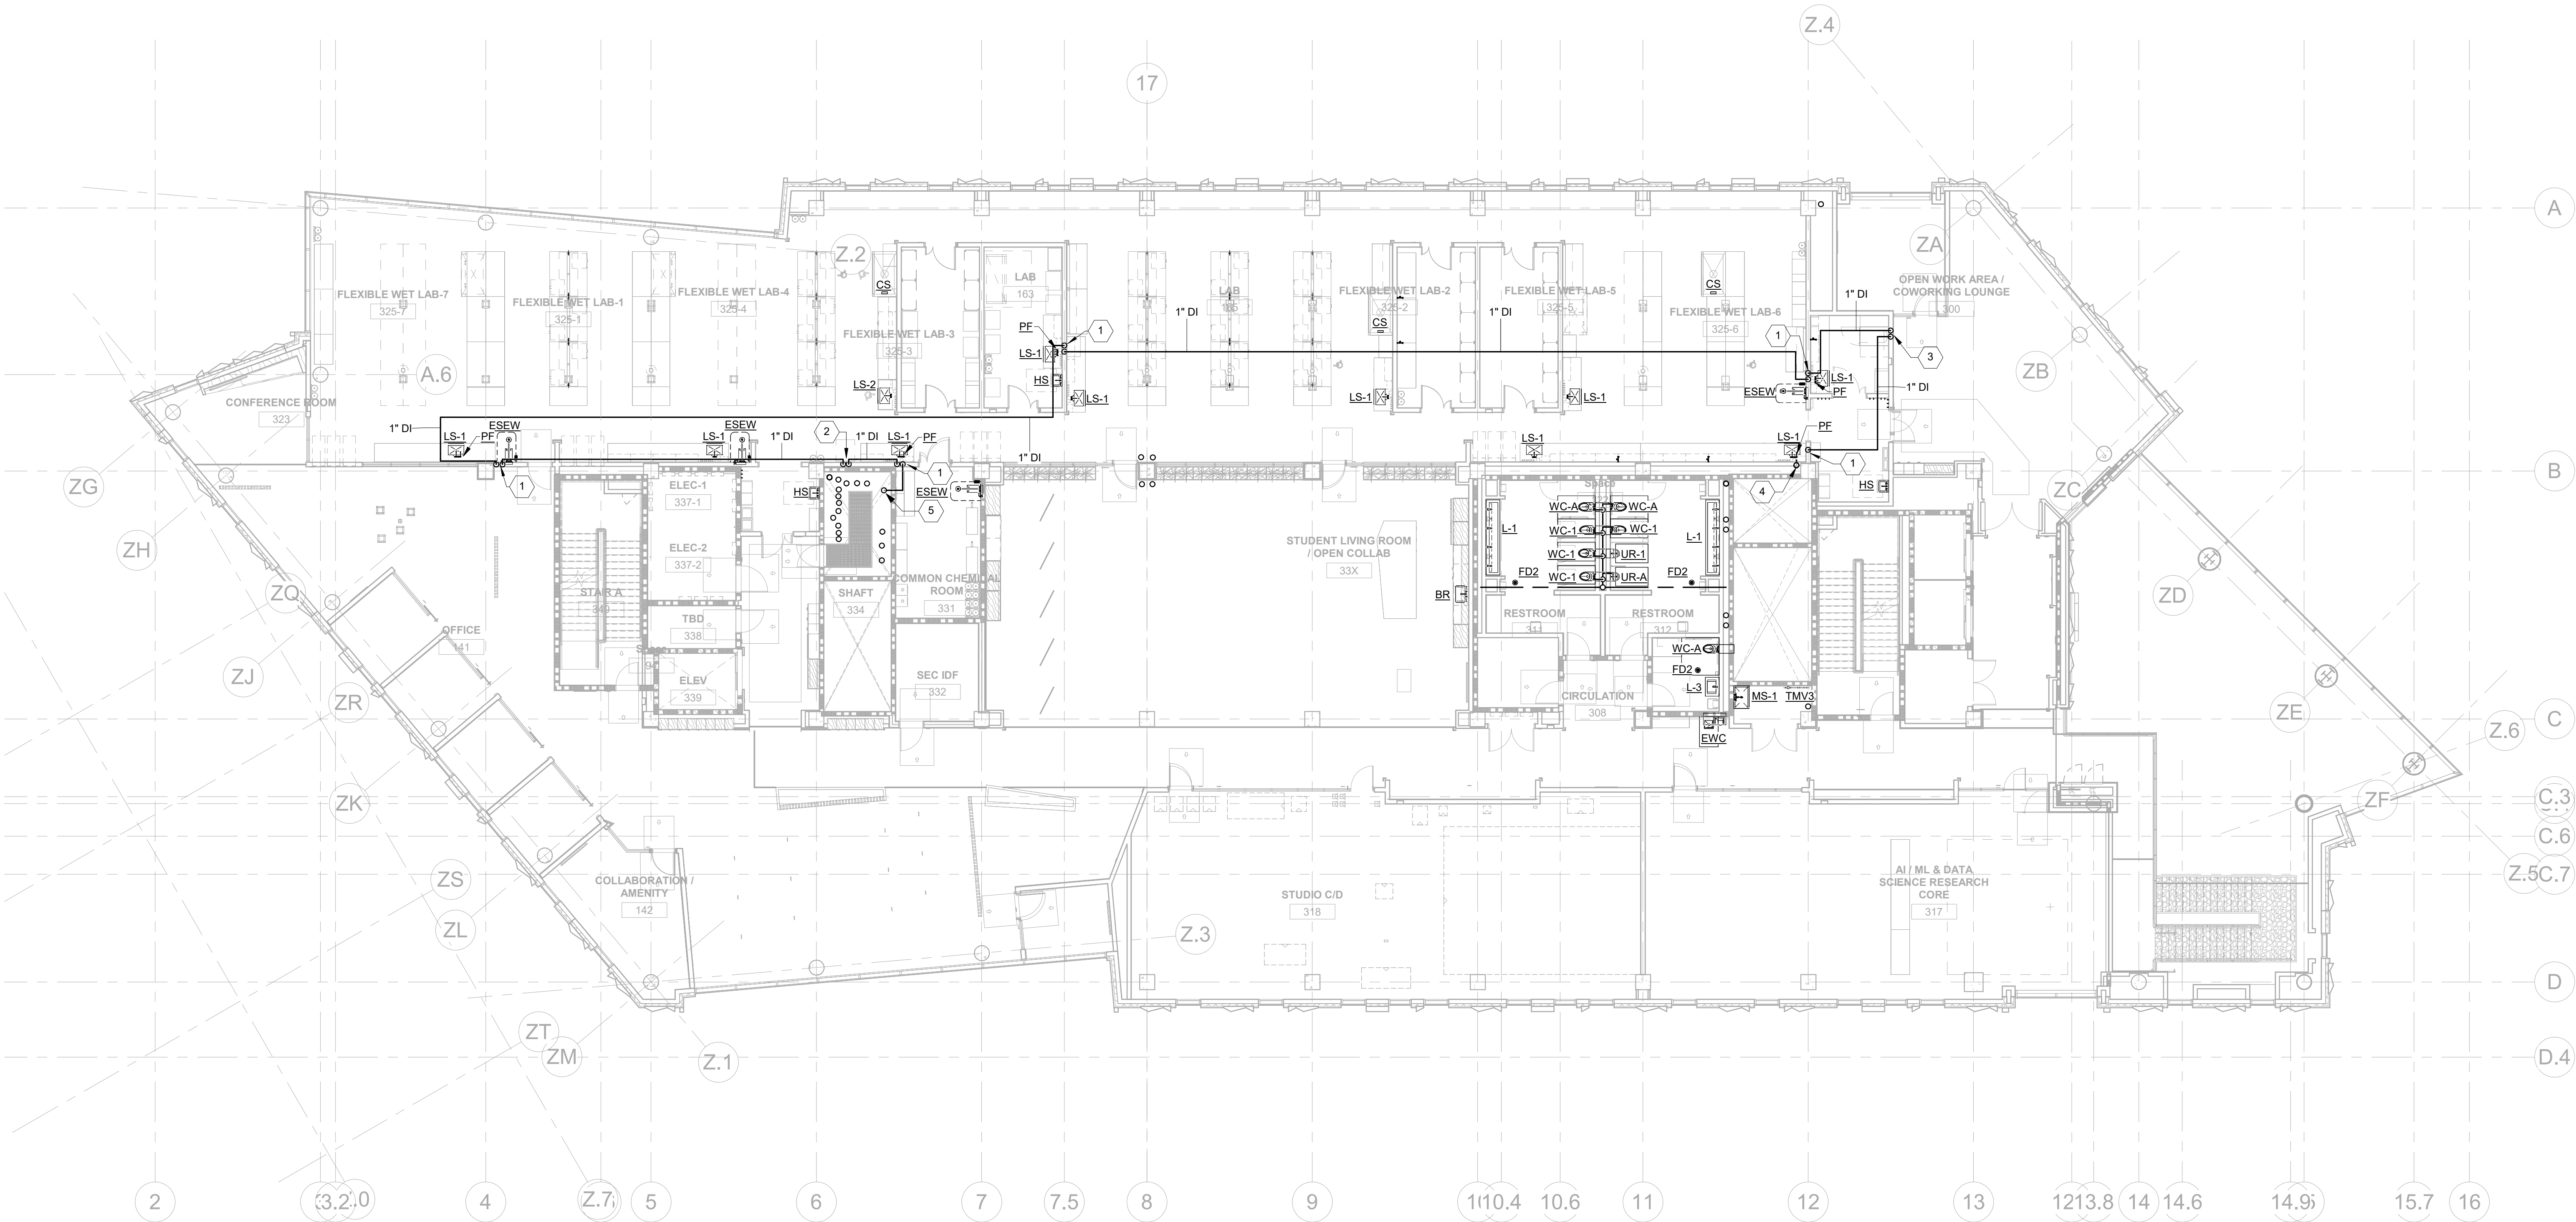 Z.4
17
A
ZA
Z.2
OPEN WORK AREA /
COWORKING LOUNGE
300
LAB
163
FLEXIBLE WET LAB-7
325-7
FLEXIBLE WET LAB-1
325-1
FLEXIBLE WET LAB-4
325-4
CS
FLEXIBLE WET LAB-3
325-3
LAB
FLEXIBLE WET LAB-2
325-2
CS
FLEXIBLE WET LAB-5
325-5
CS
FLEXIBLE WET LAB-6
325-6
1" DI
1" DI
1" DI
PF
1
LS-1
HS
LS-1
LS-2
LS-1
LS-1
1
3
LS-1
PF
ESEW
1" DI
ZB
A.6
CONFERENCE ROOM
323
1" DI
LS-1
PF
ESEW
LS-1
ESEW
1" DI
2
1" DI
LS-1
PF
1" DI
LS-1
LS-1
PF
1
1
1
4
5
B
ZG
ZC
ELEC-1
337-1
HS
ESEW
HS
Space
WC-A
WC-A
L-1
WC-1
WC-1
L-1
WC-1
UR-1
WC-1
UR-A
FD2
FD2
BR
ZH
STUDENT LIVING ROOM
/ OPEN COLLAB
33X
ELEC-2
337-2
COMMON CHEMICAL
ROOM
331
ZQ
STAIR A
340
SHAFT
334
ZD
TBD
338
RESTROOM
311
RESTROOM
312
OFFICE
141
WC-A
FD2
L-3
ZJ
ELEV
339
SEC IDF
332
CIRCULATION
308
MS-1
TMV3
EWC
ZR
ZE
C
Z.6
ZK
ZF
C.3
C.6
ZS
COLLABORATION /
AMENITY
142
STUDIO C/D
318
AI / ML & DATA
SCIENCE RESEARCH
CORE
317
Z.5
C.7
ZL
Z.3
D
ZT
ZM
Z.1
D.4
2
3.2
4
Z.7
5
6
7
7.5
8
9
10.4
10.6
11
12
13
13.8
14
14.6
14.9
15.7
16